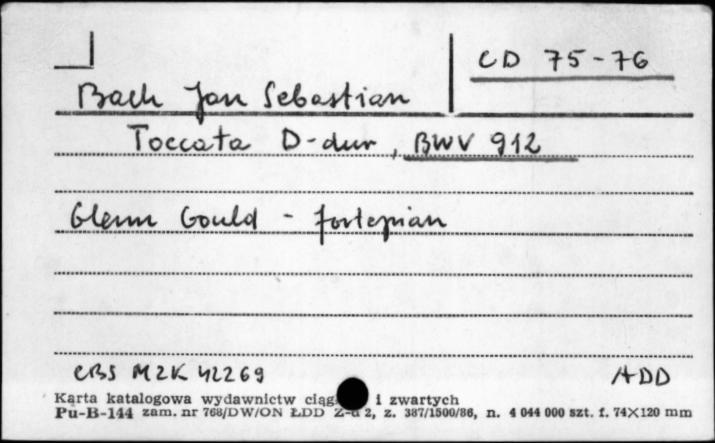 CD 75-76
Bach Jan Sebastian
Toccata D-dur, BWV 912
Glenn Gould - fortepian
CBS M2K 42269 ADD
Karta katalogowa wydawnictw i zwartych
Pu-B-144 zam. nr 768/DW/ON ŁDD 2, z. 387/1500/86, n. 4 044 000 szt. f. 74×120 mm